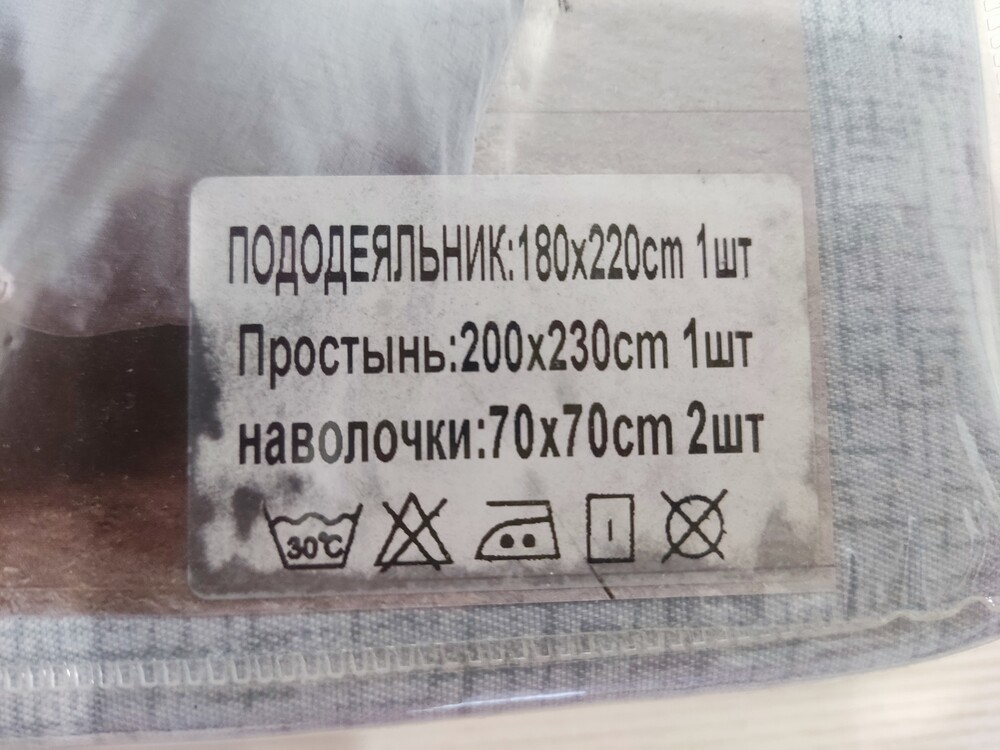 ПОДОДЕЯЛЬНИК:180x220cm 1шт
Простынь:200x230cm 1шт
наволочки:70x70cm 2шт
30℃